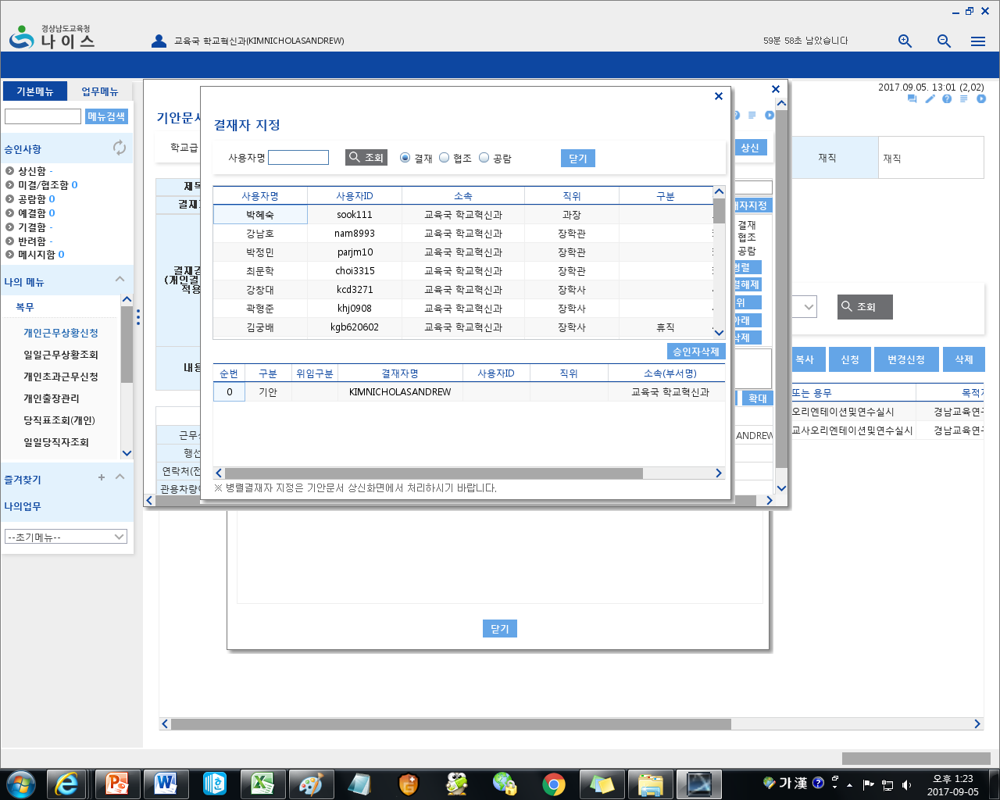 경상남도교육청
나이스
교육국 학교혁신과(KIMNICHOLASANDREW)
59분 58초 남았습니다
기본메뉴 업무메뉴
2017.09.05. 13:01 (2,02)
메뉴검색
승인사항
상신함 -
미결/협조함 0
공람함 0
예결함 0
기결함 -
반려함 -
메시지함 0
나의 메뉴
복무
개인근무상황신청
일일근무상황조회
개인초과근무신청
개인출장관리
당직표조회(개인)
일일당직자조회
즐겨찾기 +
나의업무
--초기메뉴--
기안문서
학교급
상신
재직 재직
제목
결재
자지정
결재
협조
공람
결재경
(개인결
적용
병렬
렬해제
위
아래
삭제
내용
확대
근무상
ANDREW
행선
연락처(전
관용차량이
결재자 지정
사용자명 조회 결재 협조 공람 닫기
사용자명 사용자ID 소속 직위 구분
박혜숙 sook111 교육국 학교혁신과 과장
강남호 nam8993 교육국 학교혁신과 장학관
박정민 parjm10 교육국 학교혁신과 장학관
최문학 choi3315 교육국 학교혁신과 장학관
강창대 kcd3271 교육국 학교혁신과 장학사
곽형준 khj0908 교육국 학교혁신과 장학사
김궁배 kgb620602 교육국 학교혁신과 장학사 휴직
승인자삭제
순번 구분 위임구분 결재자명 사용자ID 직위 소속(부서명)
0 기안 KIMNICHOLASANDREW 교육국 학교혁신과
※ 병렬결재자 지정은 기안문서 상신화면에서 처리하시기 바랍니다.
조회
복사 신청 변경신청 삭제
또는 용무 목적지
오리엔테이션및연수실시 경남교육연구
교사오리엔테이션및연수실시 경남교육연구
닫기
가 漢
오후 1:23
2017-09-05